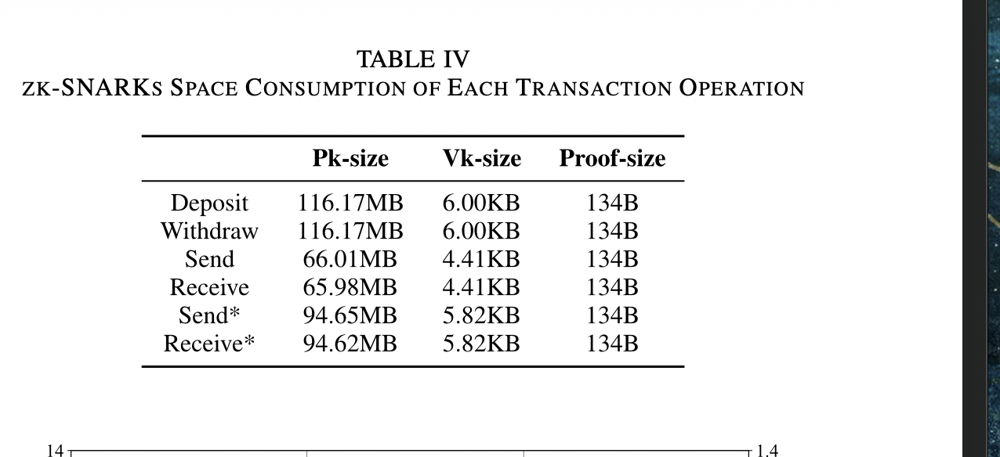 TABLE IV
ZK-SNARKS SPACE CONSUMPTION OF EACH TRANSACTION OPERATION
Pk-size Vk-size Proof-size
Deposit 116.17MB 6.00KB 134B
Withdraw 116.17MB 6.00KB 134B
Send 66.01MB 4.41KB 134B
Receive 65.98MB 4.41KB 134B
Send* 94.65MB 5.82KB 134B
Receive* 94.62MB 5.82KB 134B
14 1.4